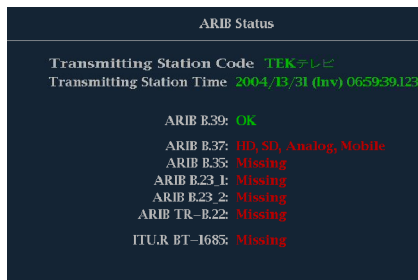 ARIB Status
Transmitting Station Code TEKテレビ
Transmitting Station Time 2004/13/31 (Inv) 06:59:39.123
ARIB B.39: OK
ARIB B.37: HD, SD, Analog, Mobile
ARIB B.35: Missing
ARIB B.23_1: Missing
ARIB B.23_2: Missing
ARIB TR-B.22: Missing
ITU.R BT-1685: Missing